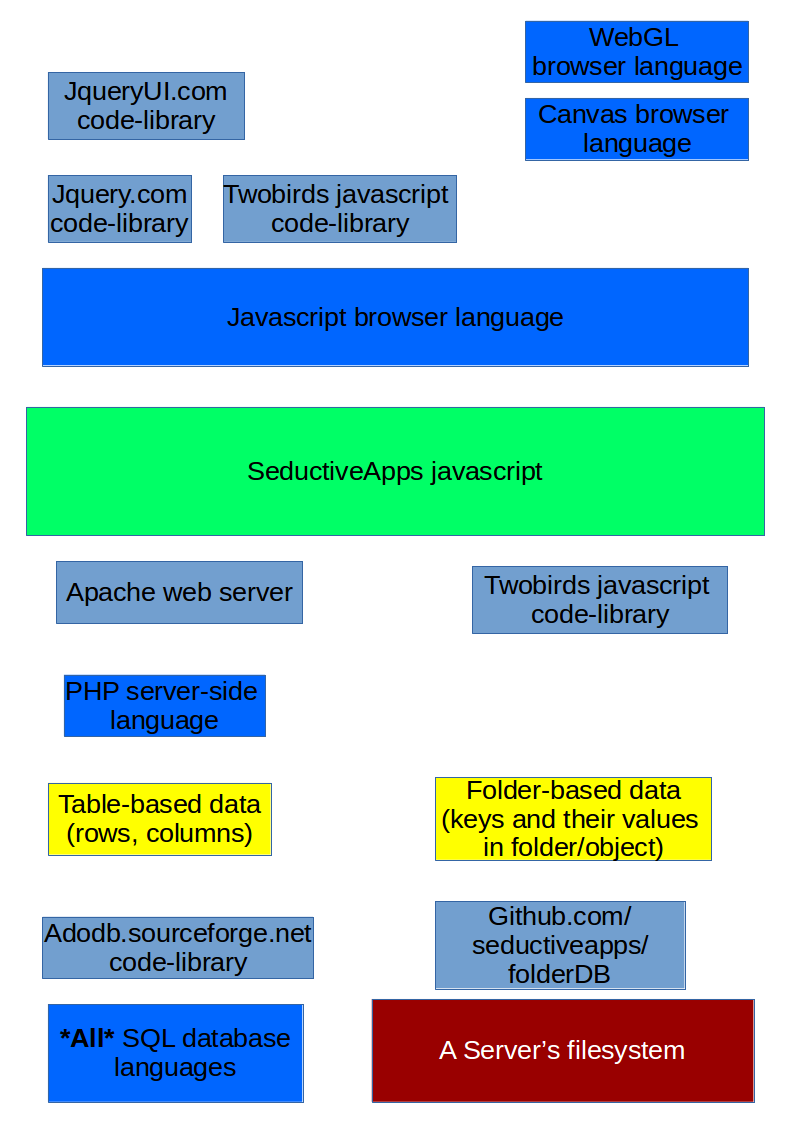 WebGL
browser language
JqueryUI.com
code-library
Canvas browser
language
Jquery.com
code-library
Twobirds javascript
code-library
Javascript browser language
SeductiveApps javascript
Apache web server
Twobirds javascript
code-library
PHP server-side
language
Table-based data
(rows, columns)
Folder-based data
(keys and their values
in folder/object)
Adodb.sourceforge.net
code-library
Github.com/
seductiveapps/
folderDB
*All* SQL database
languages
A Server’s filesystem